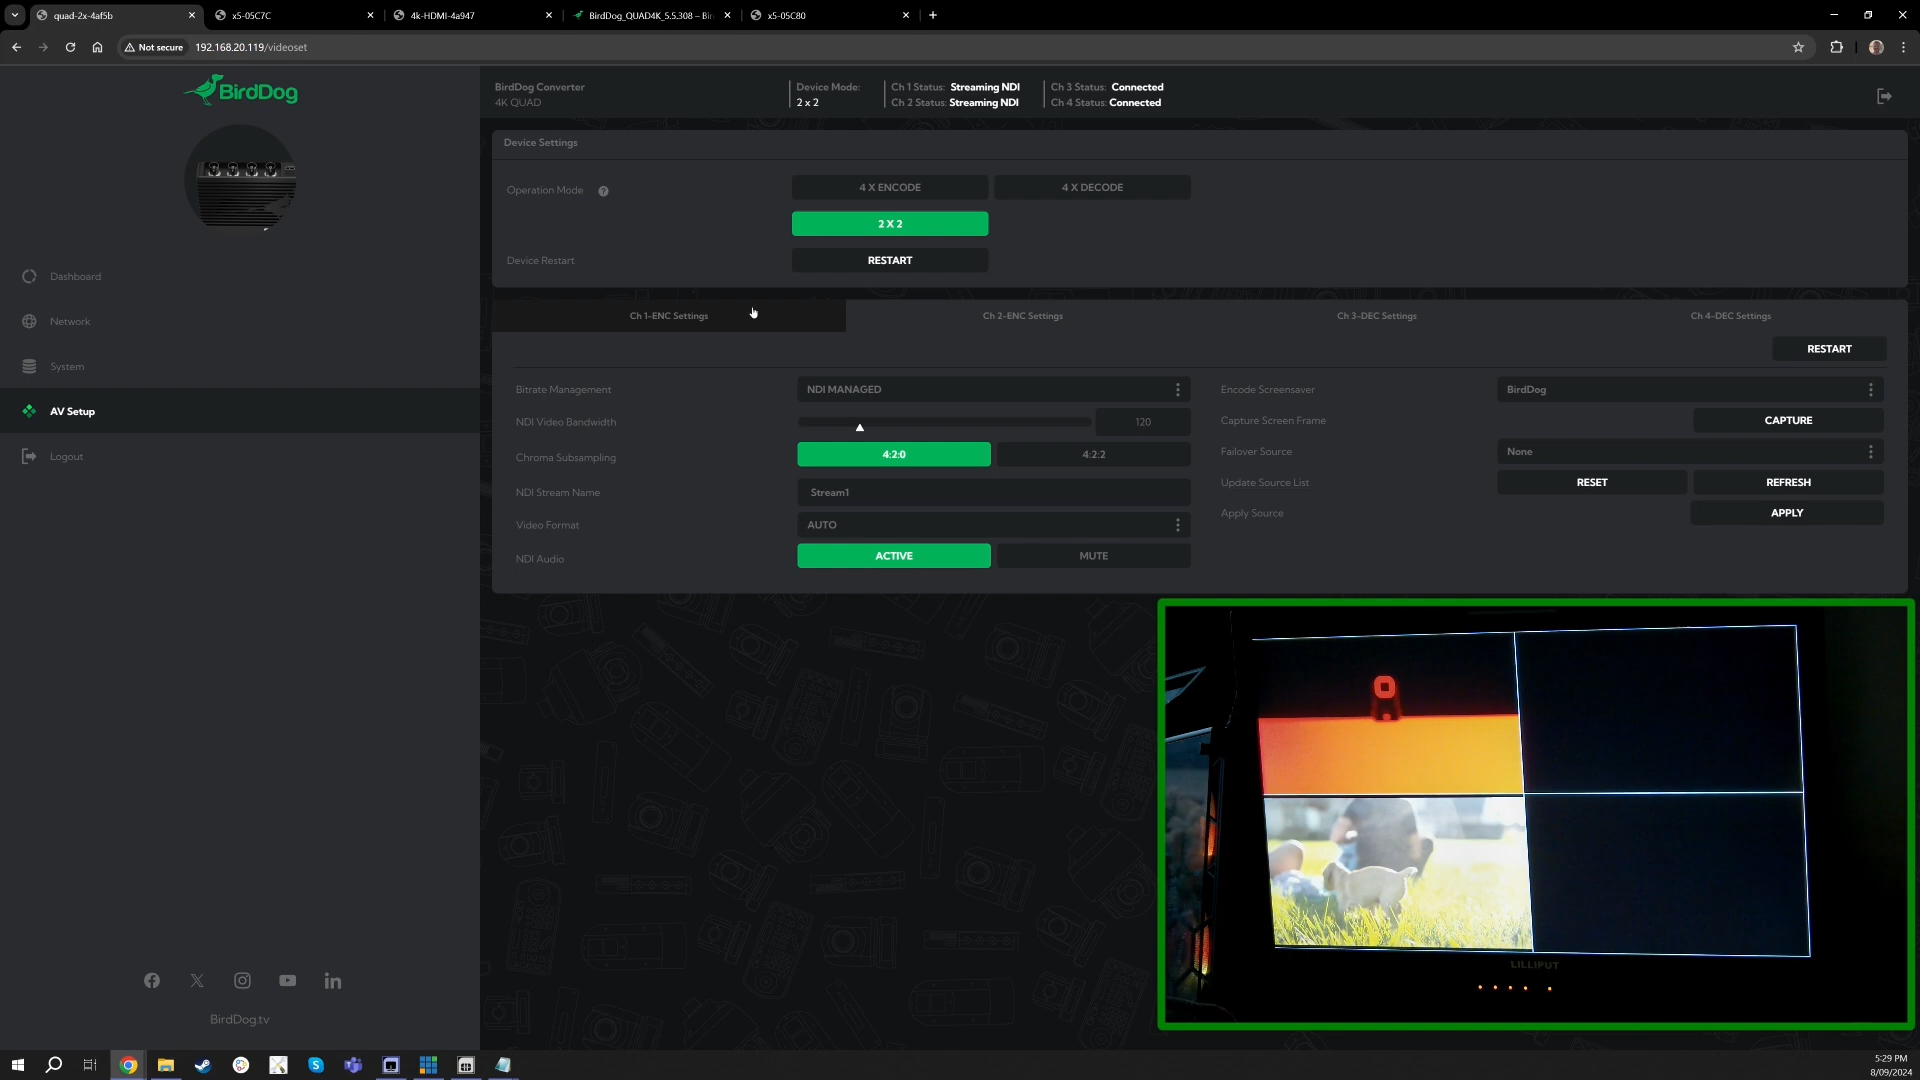 quad-2x-4af5b
x5-05C7C
4k-HDMI-4a947
BirdDog_QUAD4K_5.5.308 – Bir
x5-05C80
Not secure
192.168.20.119/videoset
BirdDog
BirdDog Converter
4K QUAD
Device Mode:
2 x 2
Ch 1 Status: Streaming NDI
Ch 2 Status: Streaming NDI
Ch 3 Status: Connected
Ch 4 Status: Connected
Dashboard
Network
System
AV Setup
Logout
BirdDog.tv
Device Settings
Operation Mode
?
4 X ENCODE
4 X DECODE
2 X 2
Device Restart
RESTART
Ch 1-ENC Settings
Ch 2-ENC Settings
Ch 3-DEC Settings
Ch 4-DEC Settings
RESTART
Bitrate Management
NDI MANAGED
NDI Video Bandwidth
120
Chroma Subsampling
4:2:0
4:2:2
NDI Stream Name
Stream1
Video Format
AUTO
NDI Audio
ACTIVE
MUTE
Encode Screensaver
BirdDog
Capture Screen Frame
CAPTURE
Failover Source
None
Update Source List
RESET
REFRESH
Apply Source
APPLY
LILLIPUT
5:29 PM
8/09/2024